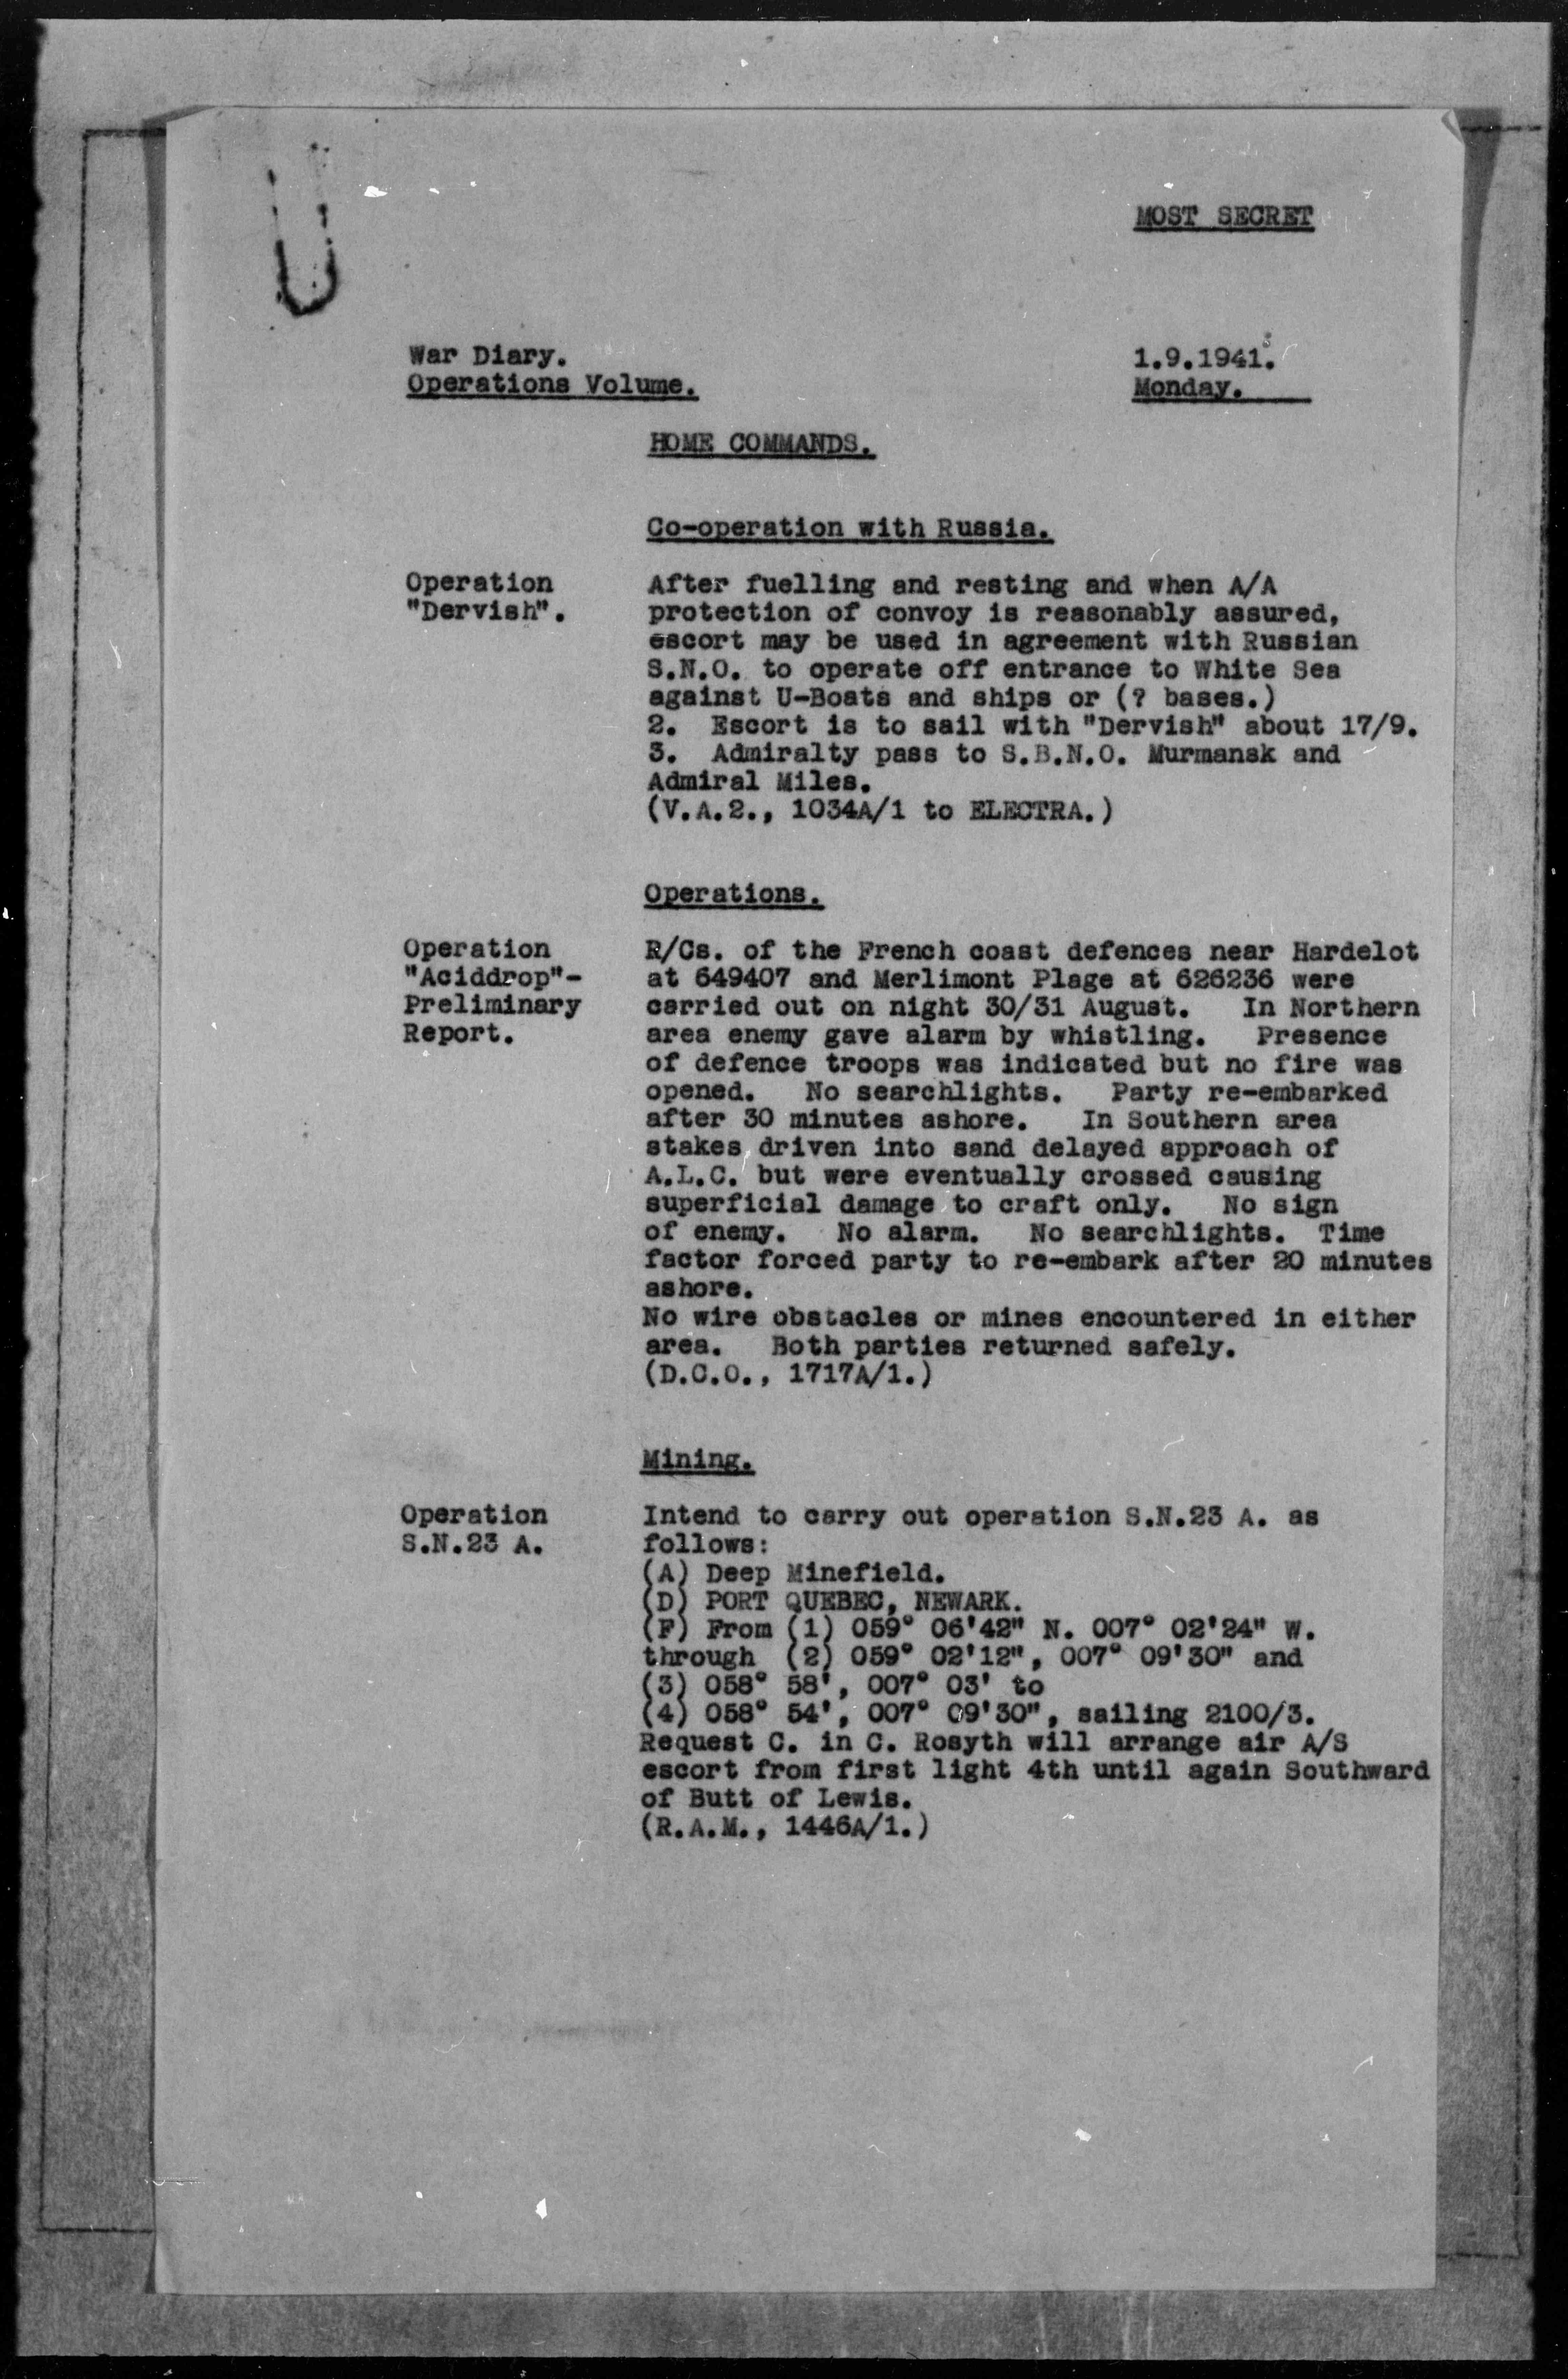 MOST SECRET
War Diary.
Operations Volume.
1.9.1941.
Monday.
HOME COMMANDS.
Co-operation with Russia.
Operation
"Dervish".
After fuelling and resting and when A/A
protection of convoy is reasonably assured,
escort may be used in agreement with Russian
S.N.O. to operate off entrance to White Sea
against U-Boats and ships or (? bases.)
2. Escort is to sail with "Dervish" about 17/9.
3. Admiralty pass to S.B.N.O. Murmansk and
Admiral Miles.
(V.A.2., 1034A/1 to ELECTRA.)
Operations.
Operation
"Aciddrop"-
Preliminary
Report.
R/Cs. of the French coast defences near Hardelot
at 649407 and Merlimont Plage at 626236 were
carried out on night 30/31 August. In Northern
area enemy gave alarm by whistling. Presence
of defence troops was indicated but no fire was
opened. No searchlights. Party re-embarked
after 30 minutes ashore. In Southern area
stakes driven into sand delayed approach of
A.L.C. but were eventually crossed causing
superficial damage to craft only. No sign
of enemy. No alarm. No searchlights. Time
factor forced party to re-embark after 20 minutes
ashore.
No wire obstacles or mines encountered in either
area. Both parties returned safely.
(D.C.O., 1717A/1.)
Mining.
Operation
S.N.23 A.
Intend to carry out operation S.N.23 A. as
follows:
(A) Deep Minefield.
(D) PORT QUEBEC, NEWARK.
(F) From (1) 059° 06'42" N. 007° 02'24" W.
through (2) 059° 02'12", 007° 09'30" and
(3) 058° 58', 007° 03' to
(4) 058° 54', 007° 09'30", sailing 2100/3.
Request C. in C. Rosyth will arrange air A/S
escort from first light 4th until again Southward
of Butt of Lewis.
(R.A.M., 1446A/1.)